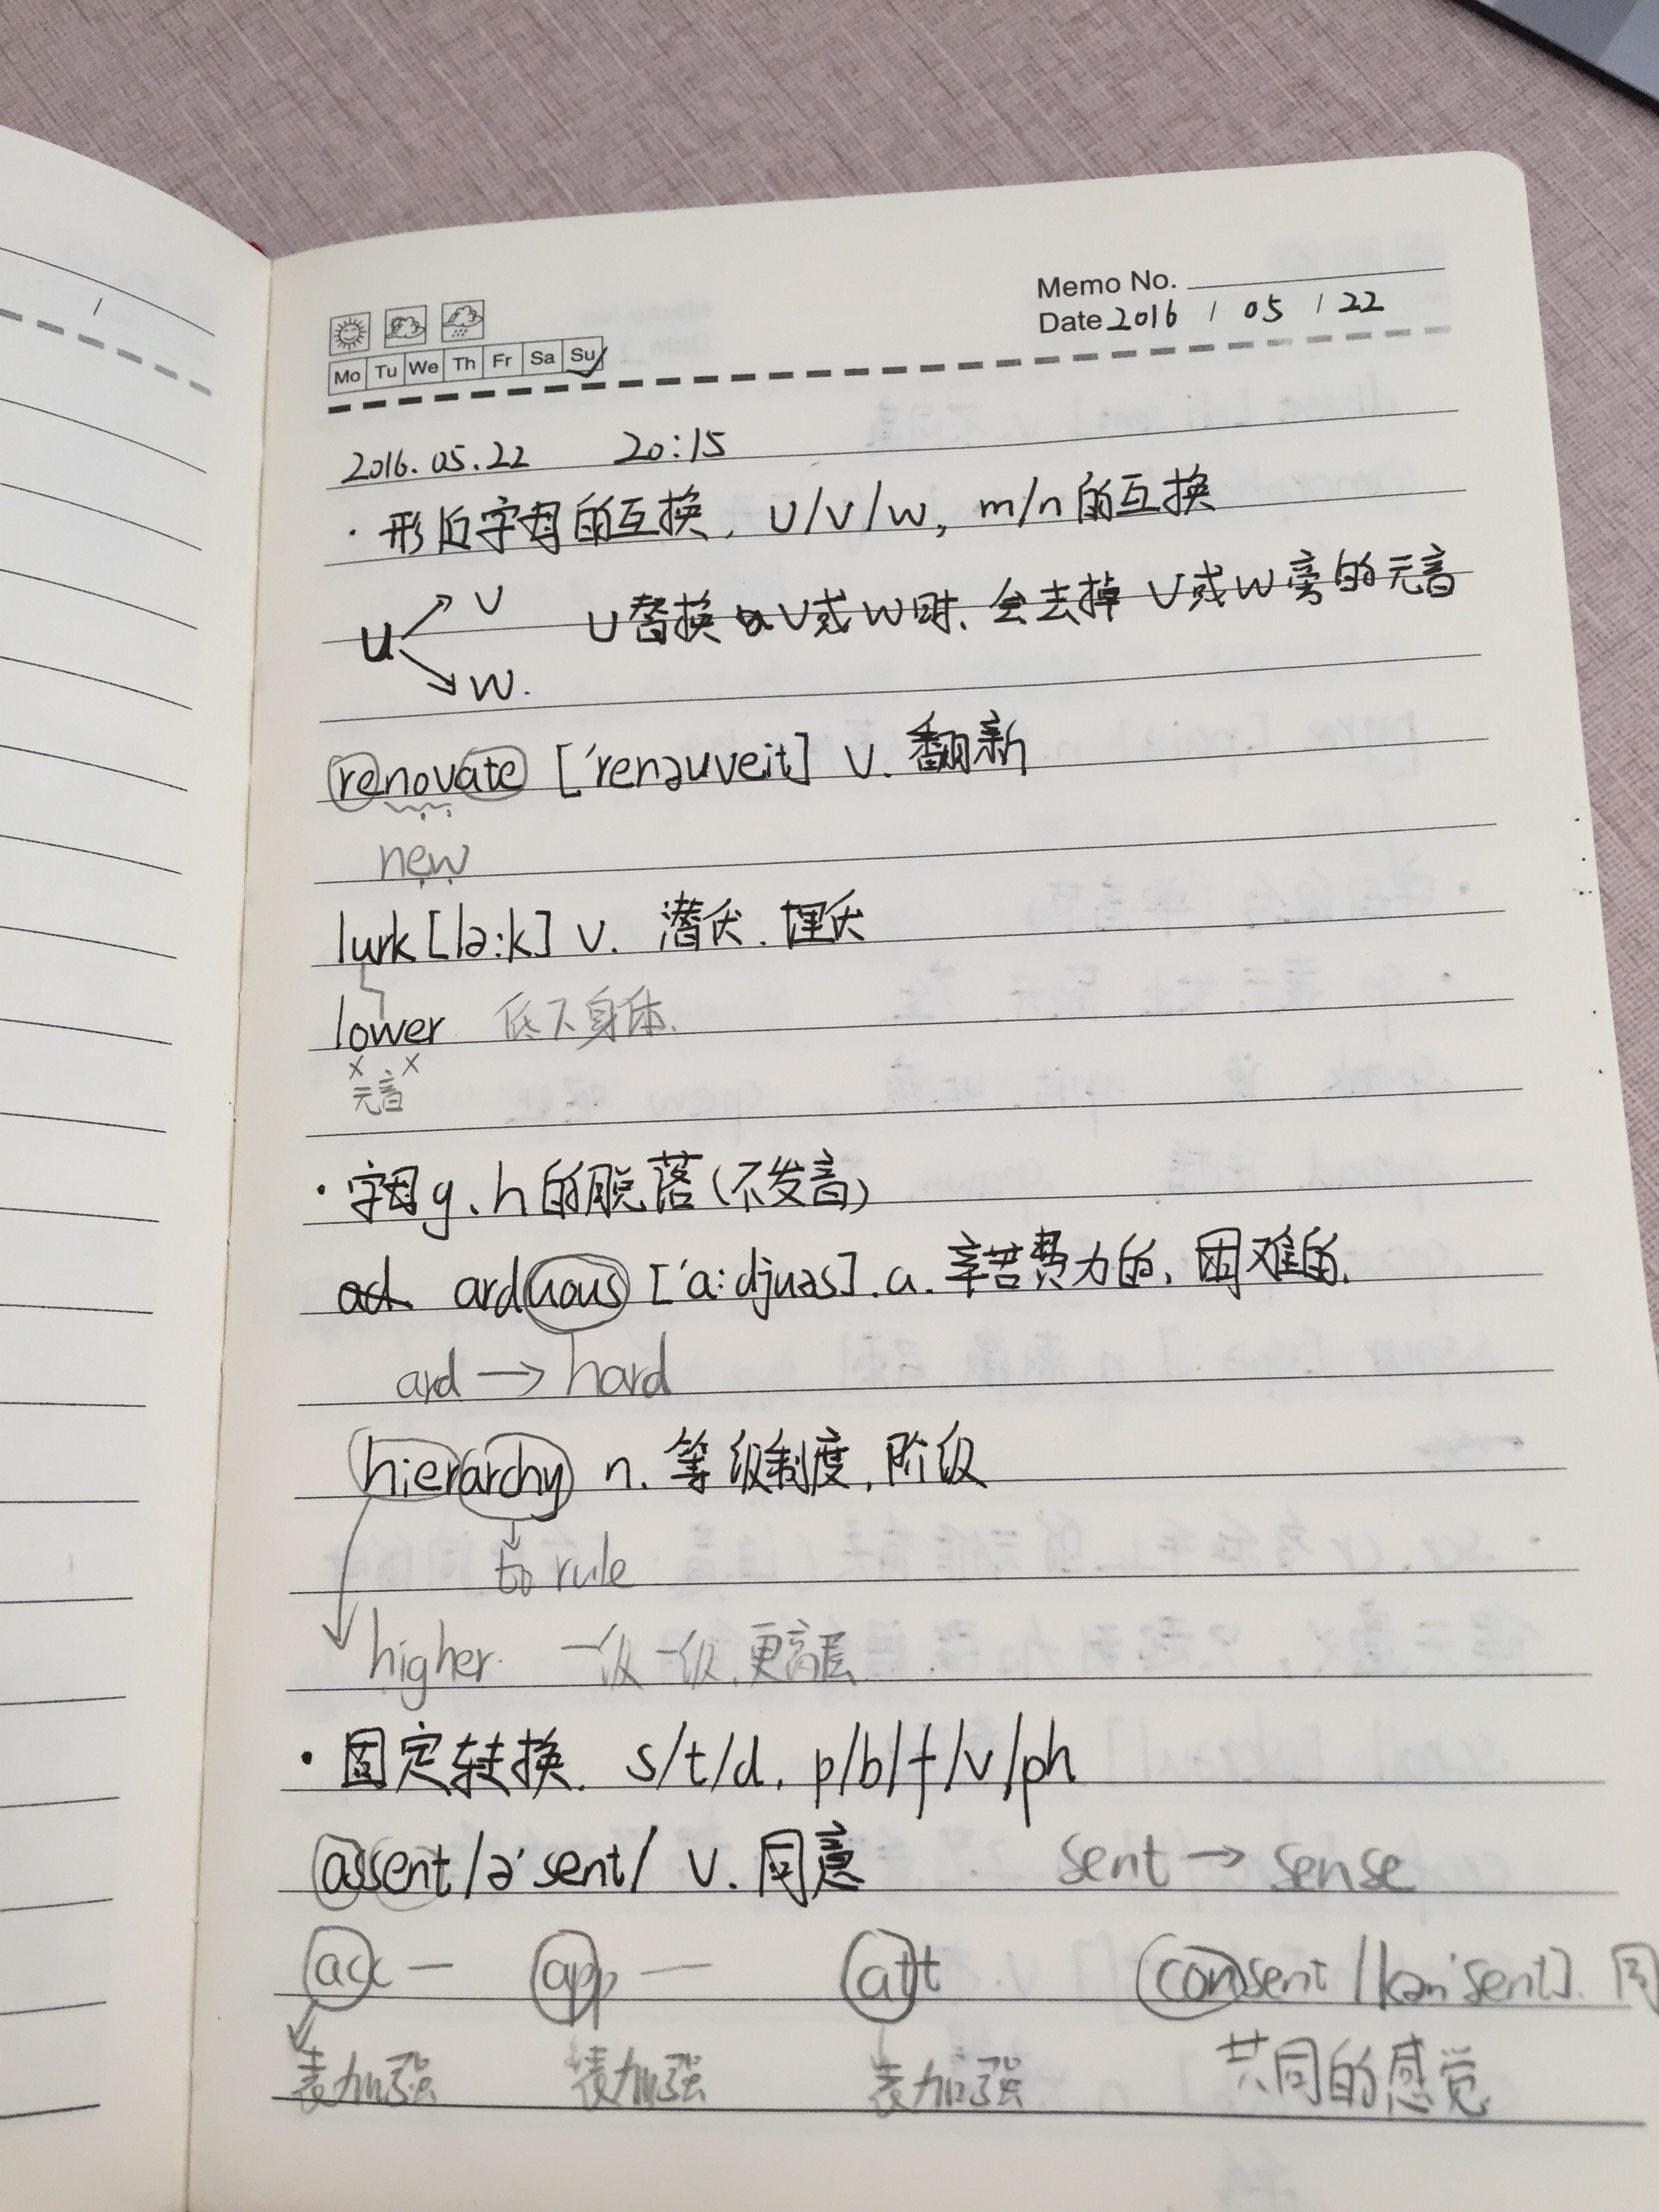 Memo No.
Date 2016 / 05 / 22
Mo Tu We Th Fr Sa Su
2016.05.22 20:15
· 形近字母的互换. u/v/w, m/n的互换
v
u u替换v或w时、会去掉v或w旁的元音
w.
renovate ['renəuveit] v. 翻新
new
lurk [lə:k] v. 潜伏. 埋伏
lower 低下身体.
x x
元音
· 字母g、h的脱落(不发音)
arduous ['a:djuəs]. a. 辛苦费力的, 困难的.
ard → hard
hierarchy n. 等级制度, 阶级
to rule
higher. 一级一级, 更高层
· 固定转换. s/t/d, p/b/f/v/ph
assent /ə'sent/ v. 同意 sent → sense
acc — app — att consent /kən'sent]. 同
表加强 表加强 表加强 共同的感觉